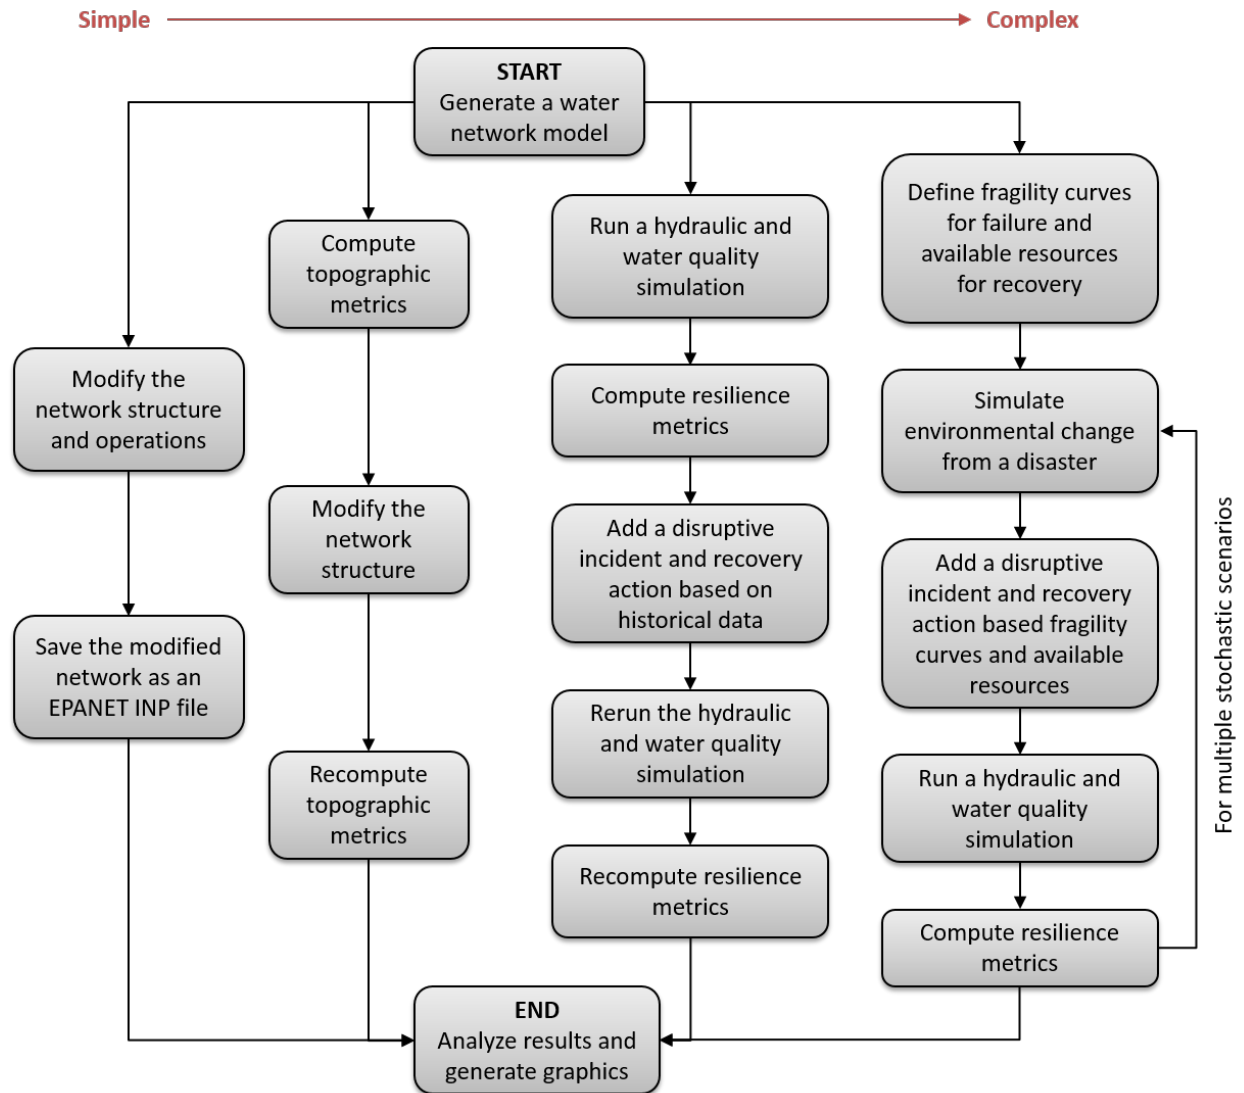 Simple
Complex
START
Generate a water
network model
Modify the
network structure
and operations
Save the modified
network as an
EPANET INP file
Compute
topographic
metrics
Modify the
network
structure
Recompute
topographic
metrics
Run a hydraulic and
water quality
simulation
Compute resilience
metrics
Add a disruptive
incident and recovery
action based on
historical data
Rerun the hydraulic
and water quality
simulation
Recompute resilience
metrics
Define fragility curves
for failure and
available resources
for recovery
Simulate
environmental change
from a disaster
Add a disruptive
incident and recovery
action based fragility
curves and available
resources
Run a hydraulic and
water quality
simulation
Compute resilience
metrics
For multiple stochastic scenarios
END
Analyze results and
generate graphics